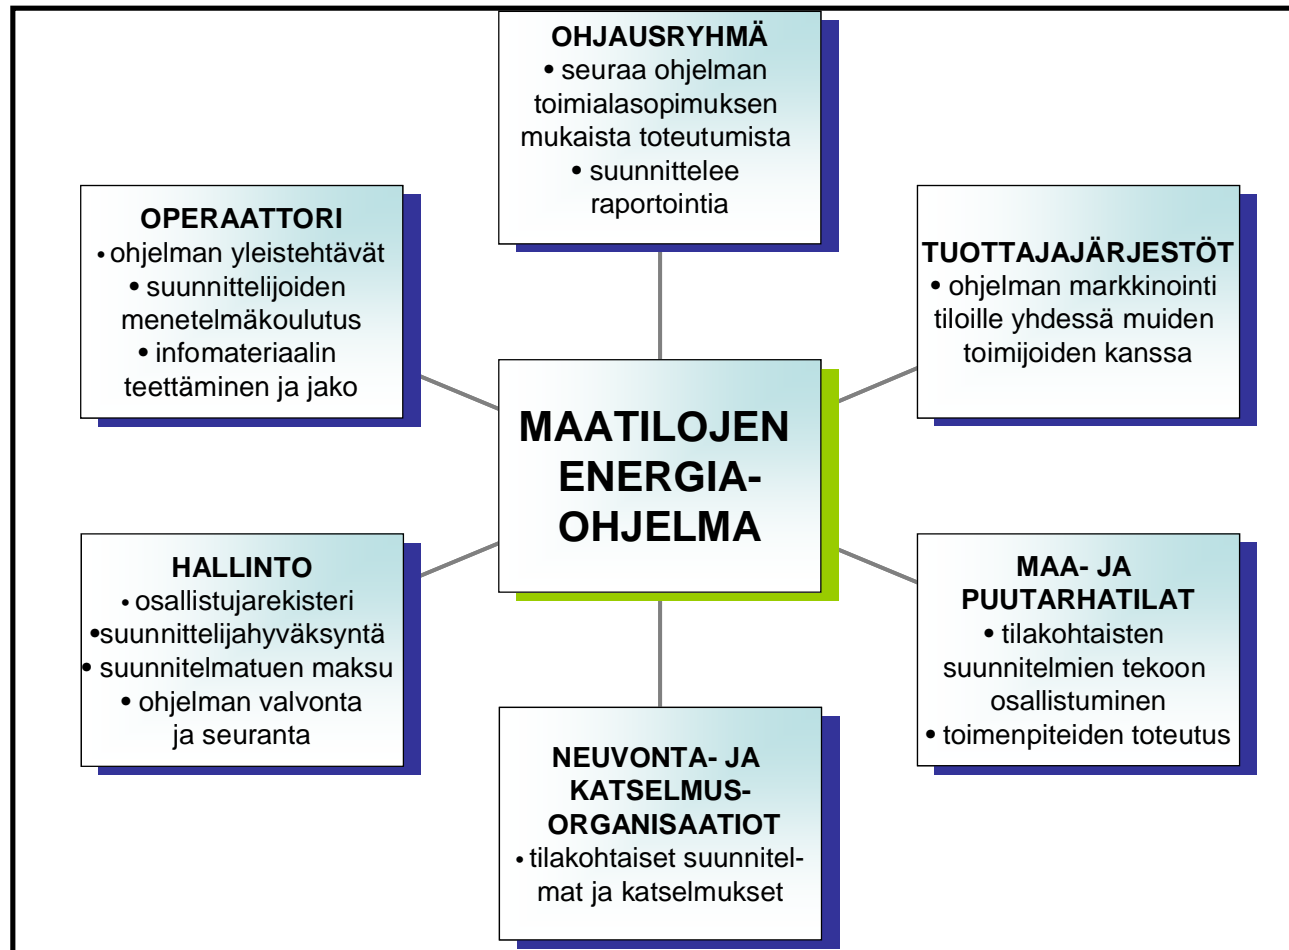 OHJAUSRYHMÄ
• seuraa ohjelman
toimialasopimuksen
mukaista toteutumista
• suunnittelee
raportointia
OPERAATTORI
• ohjelman yleistehtävät
• suunnittelijoiden
menetelmäkoulutus
• infomateriaalin
teettäminen ja jako
TUOTTAJAJÄRJESTÖT
• ohjelman markkinointi
tiloille yhdessä muiden
toimijoiden kanssa
MAATILOJEN
ENERGIA-
OHJELMA
HALLINTO
• osallistujarekisteri
•suunnittelijahyväksyntä
• suunnitelmatuen maksu
• ohjelman valvonta
ja seuranta
MAA- JA
PUUTARHATILAT
• tilakohtaisten
suunnitelmien tekoon
osallistuminen
• toimenpiteiden toteutus
NEUVONTA- JA
KATSELMUS-
ORGANISAATIOT
• tilakohtaiset suunnitel-
mat ja katselmukset